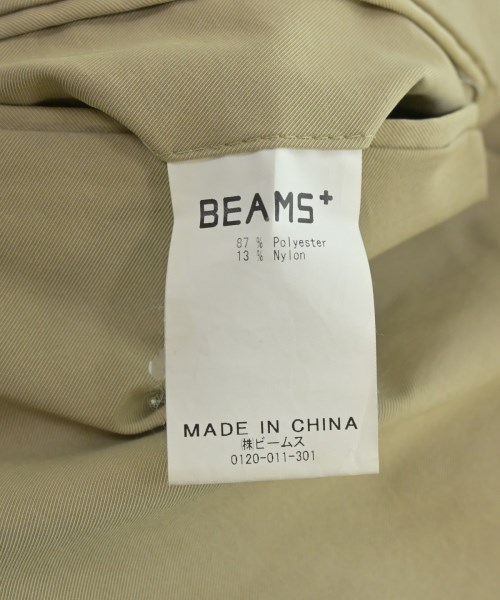 BEAMS+
87 % Polyester
13 % Nylon
MADE IN CHINA
㈱ビームス
0120-011-301